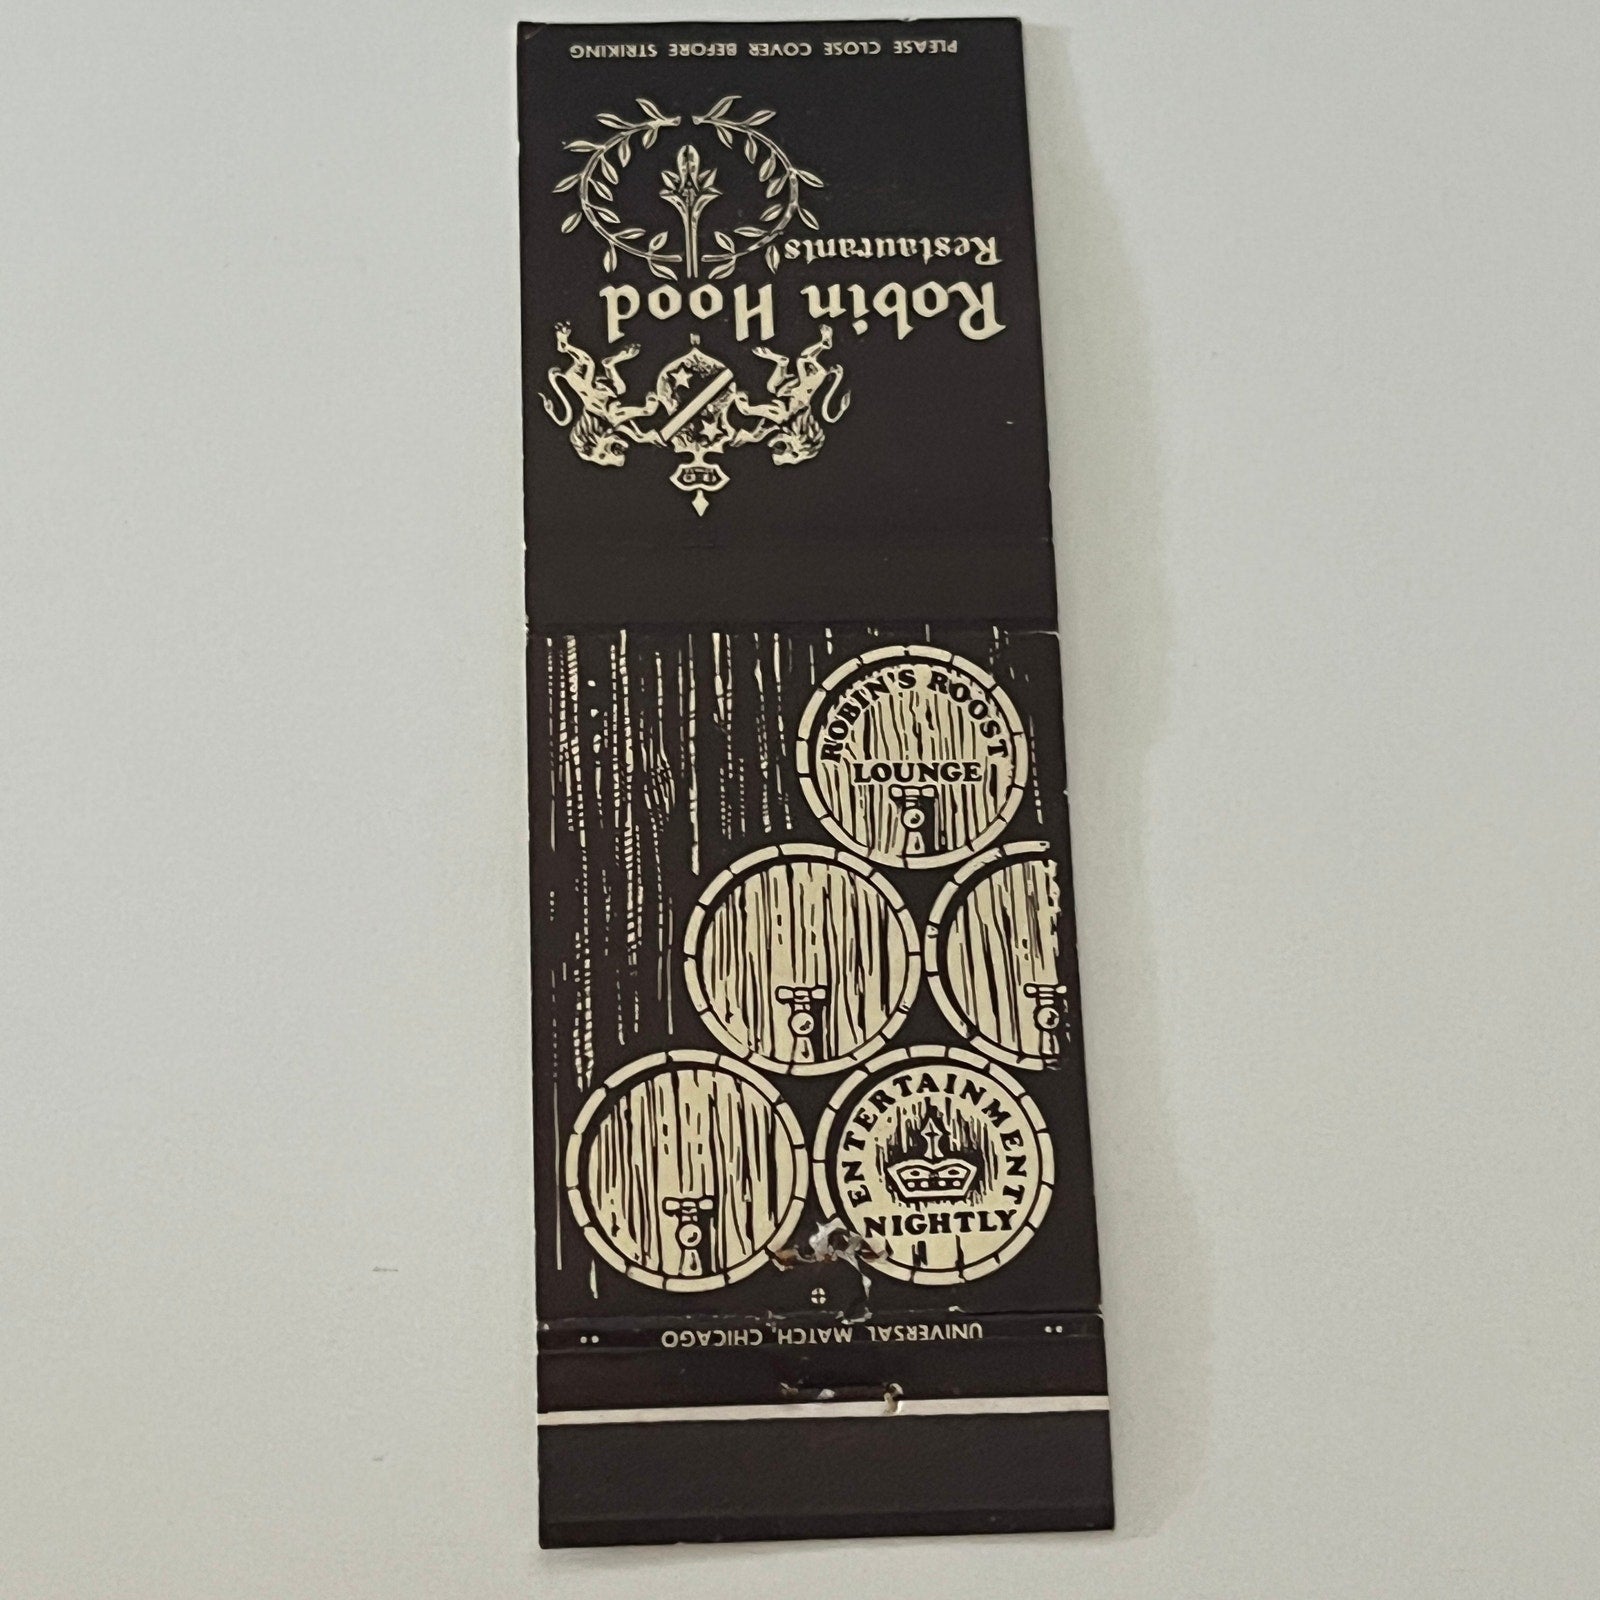 PLEASE CLOSE COVER BEFORE STRIKING
Robin Hood
Restaurants
ROBIN'S ROOST
LOUNGE
ENTERTAINMENT
NIGHTLY
UNIVERSAL MATCH, CHICAGO